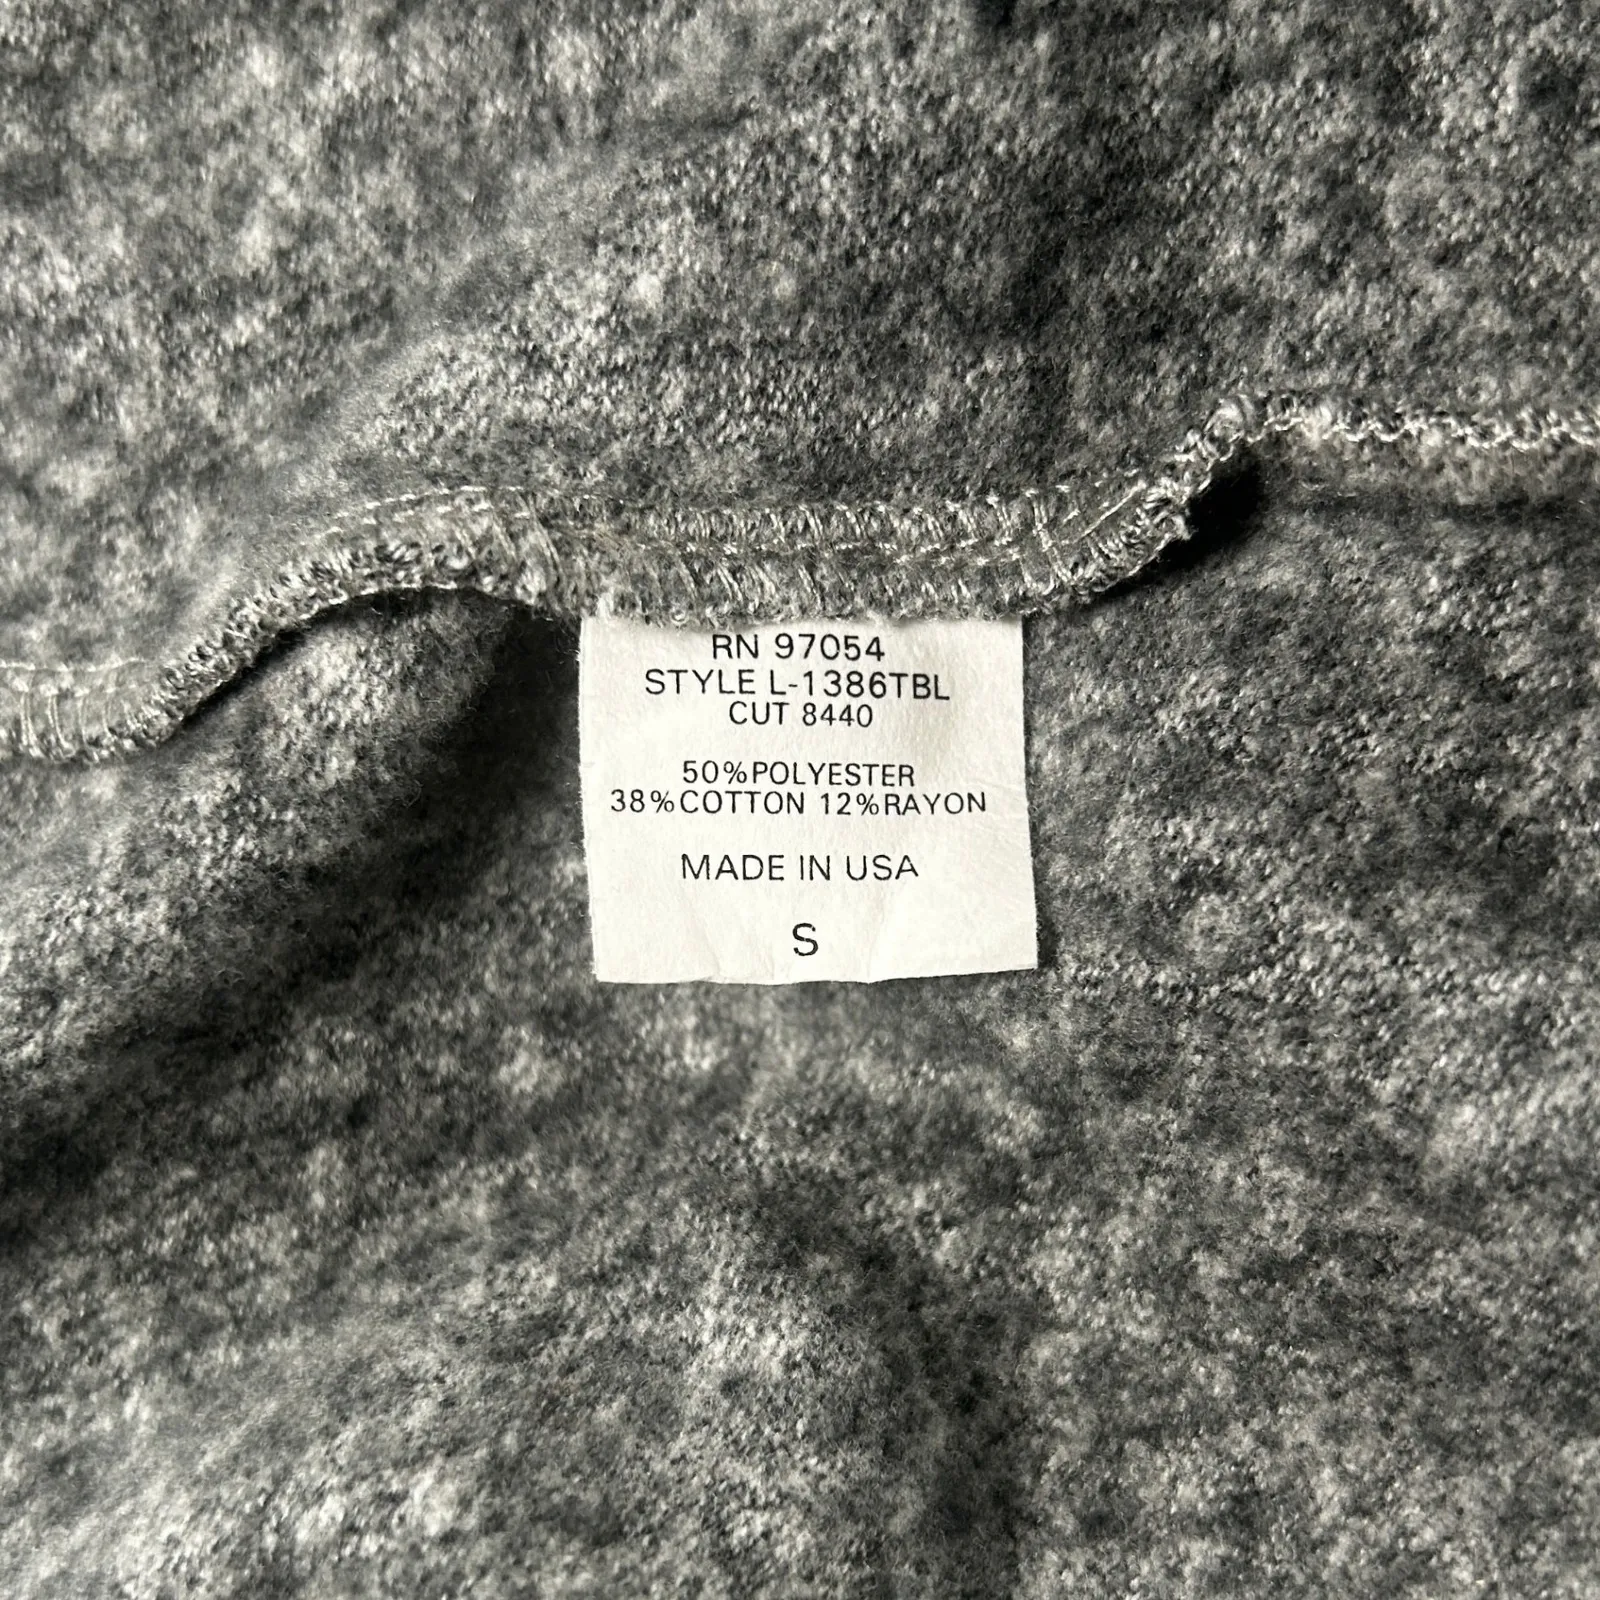 RN 97054
STYLE L-1386TBL
CUT 8440
50%POLYESTER
38%COTTON 12%RAYON
MADE IN USA
S